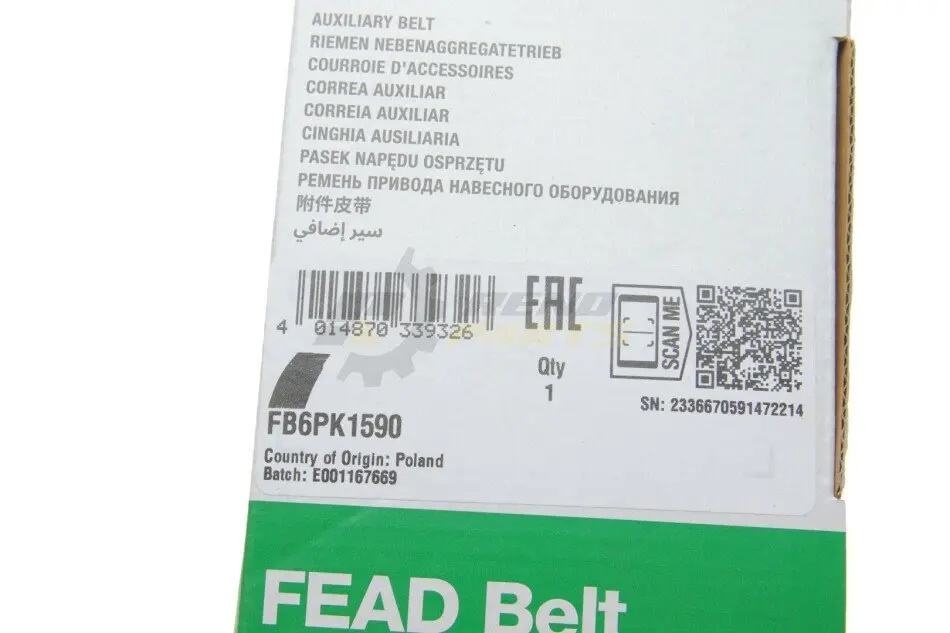 AUXILIARY BELT
RIEMEN NEBENAGGREGATETRIEB
COURROIE D'ACCESSOIRES
CORREA AUXILIAR
CORREIA AUXILIAR
CINGHIA AUSILIARIA
PASEK NAPĘDU OSPRZĘTU
РЕМЕНЬ ПРИВОДА НАВЕСНОГО ОБОРУДОВАНИЯ
附件皮带
سير إضافي
4 014870 339326
EAC
Qty
1
SCAN ME
SN: 2336670591472214
FB6PK1590
Country of Origin: Poland
Batch: E001167669
FEAD Belt